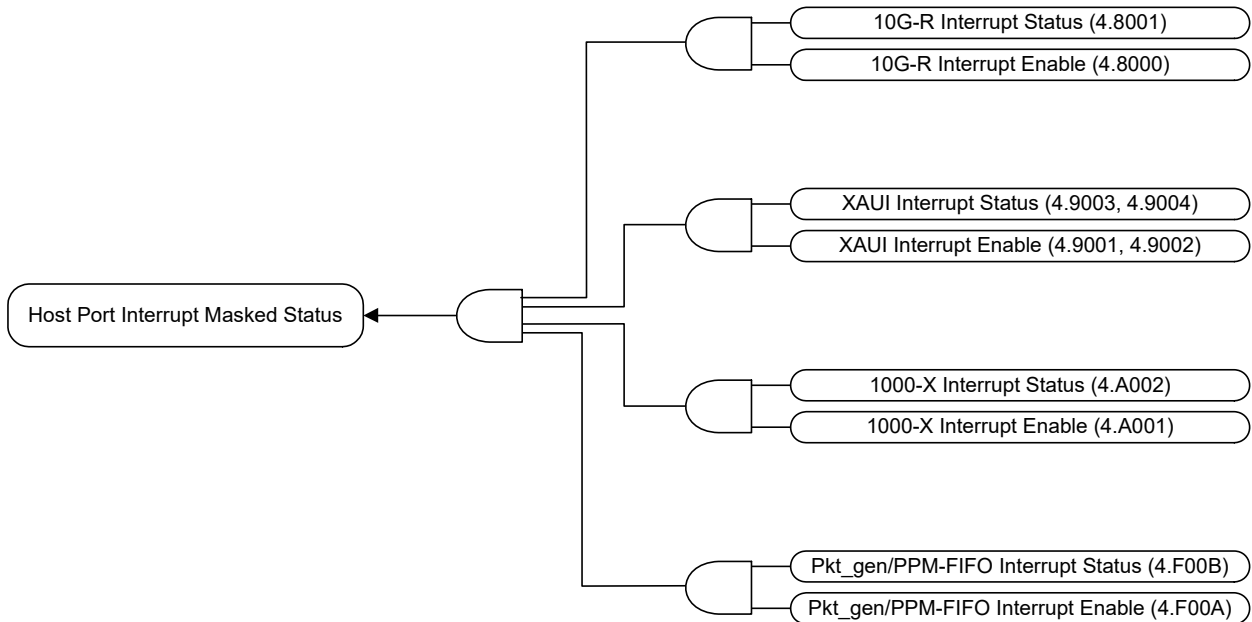 10G-R Interrupt Status (4.8001)
10G-R Interrupt Enable (4.8000)
XAUI Interrupt Status (4.9003, 4.9004)
XAUI Interrupt Enable (4.9001, 4.9002)
Host Port Interrupt Masked Status
1000-X Interrupt Status (4.A002)
1000-X Interrupt Enable (4.A001)
Pkt_gen/PPM-FIFO Interrupt Status (4.F00B)
Pkt_gen/PPM-FIFO Interrupt Enable (4.F00A)